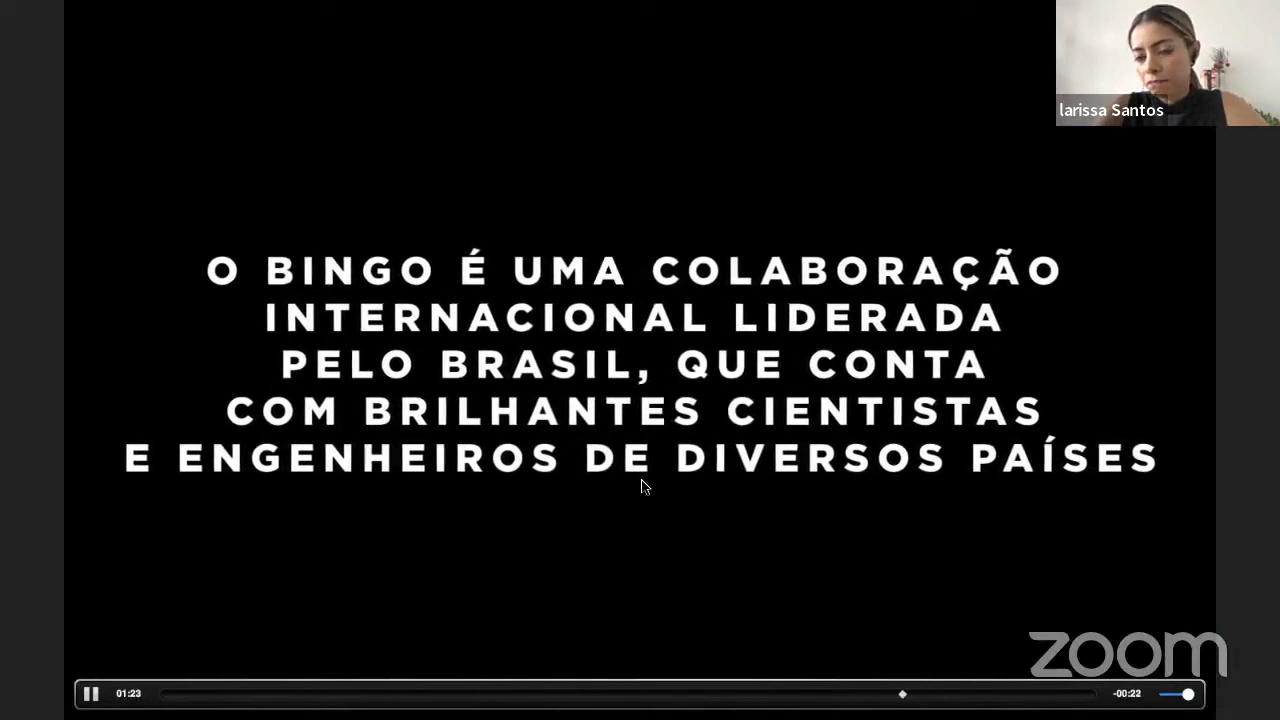 larissa Santos
O BINGO É UMA COLABORAÇÃO
INTERNACIONAL LIDERADA
PELO BRASIL, QUE CONTA
COM BRILHANTES CIENTISTAS
E ENGENHEIROS DE DIVERSOS PAÍSES
zoom
01:23
-00:22